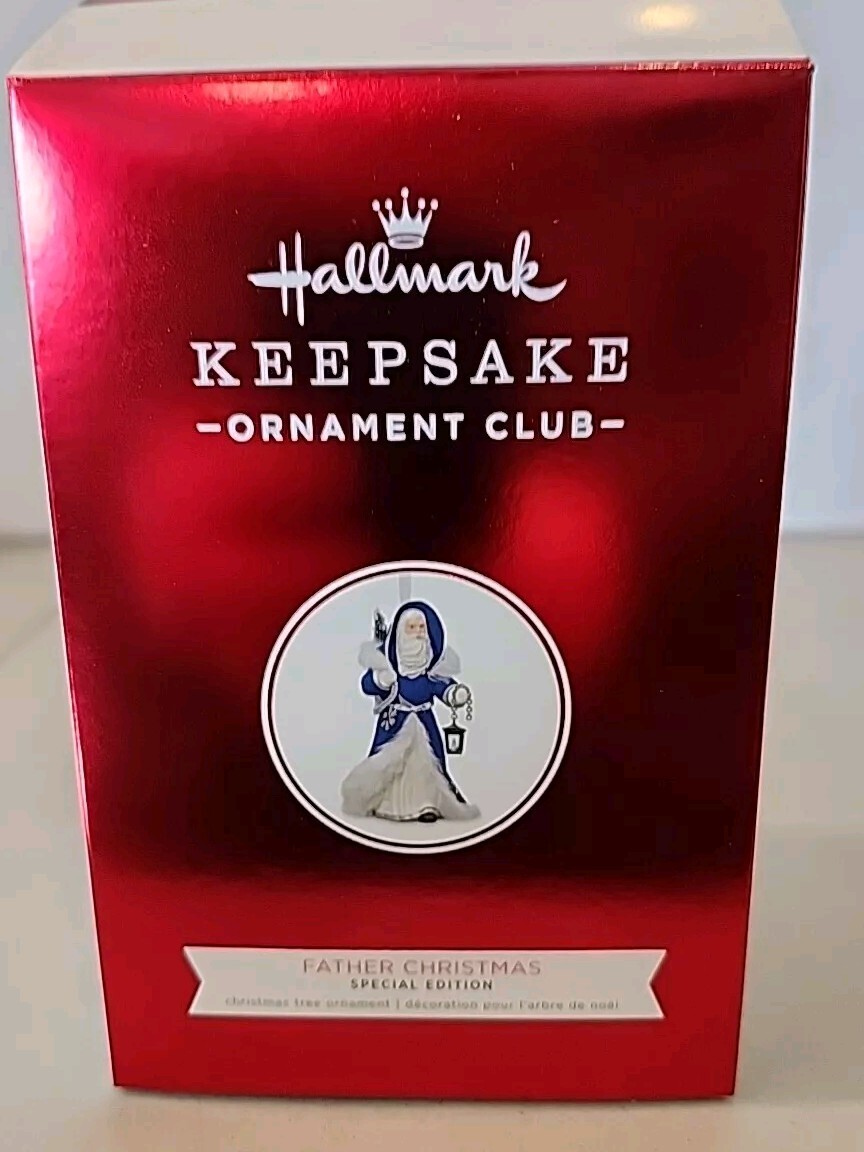 Hallmark
KEEPSAKE
-ORNAMENT CLUB-
FATHER CHRISTMAS
SPECIAL EDITION
christmas tree ornament | décoration pour l'arbre de noël